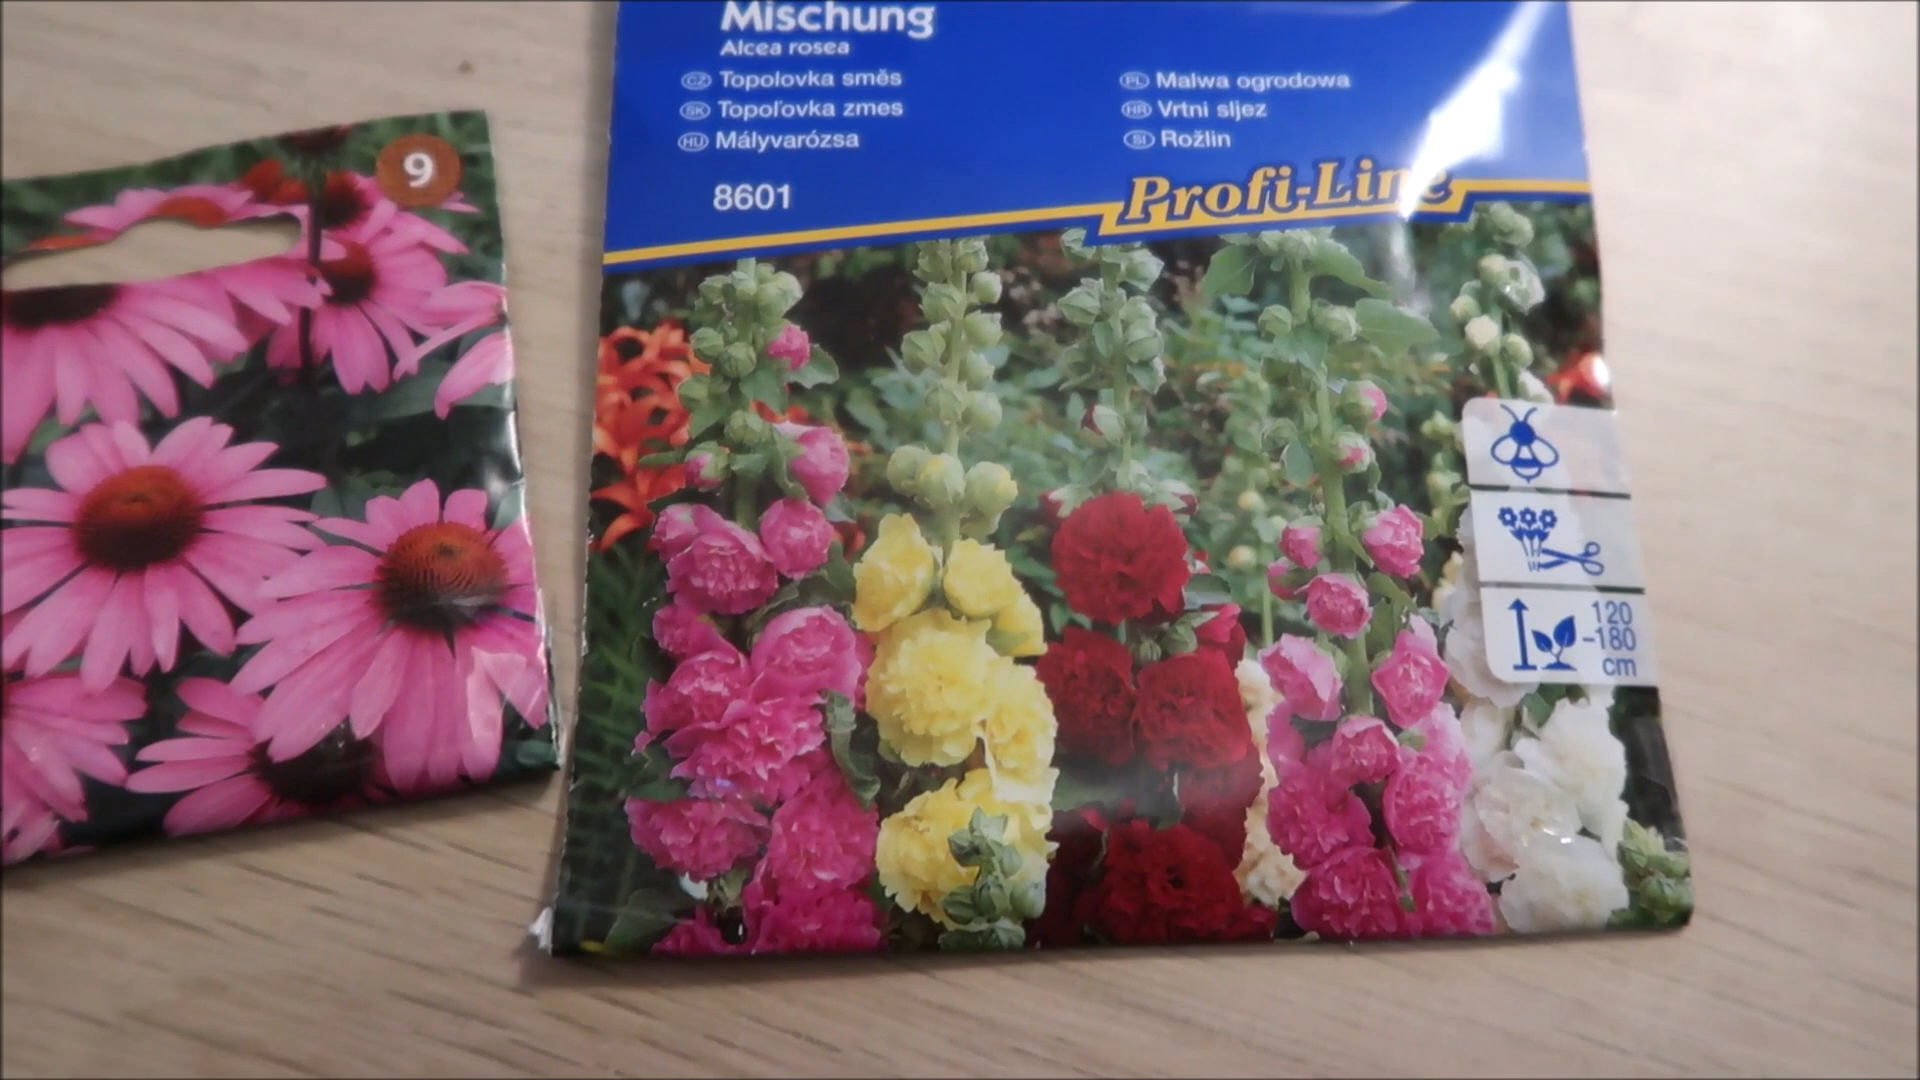 Mischung
Alcea rosea
CZ Topolovka směs
SK Topoľovka zmes
HU Mályvarózsa
PL Malwa ogrodowa
HR Vrtni sljez
SI Rožlin
8601
Profi-Line
9
120
-180
cm